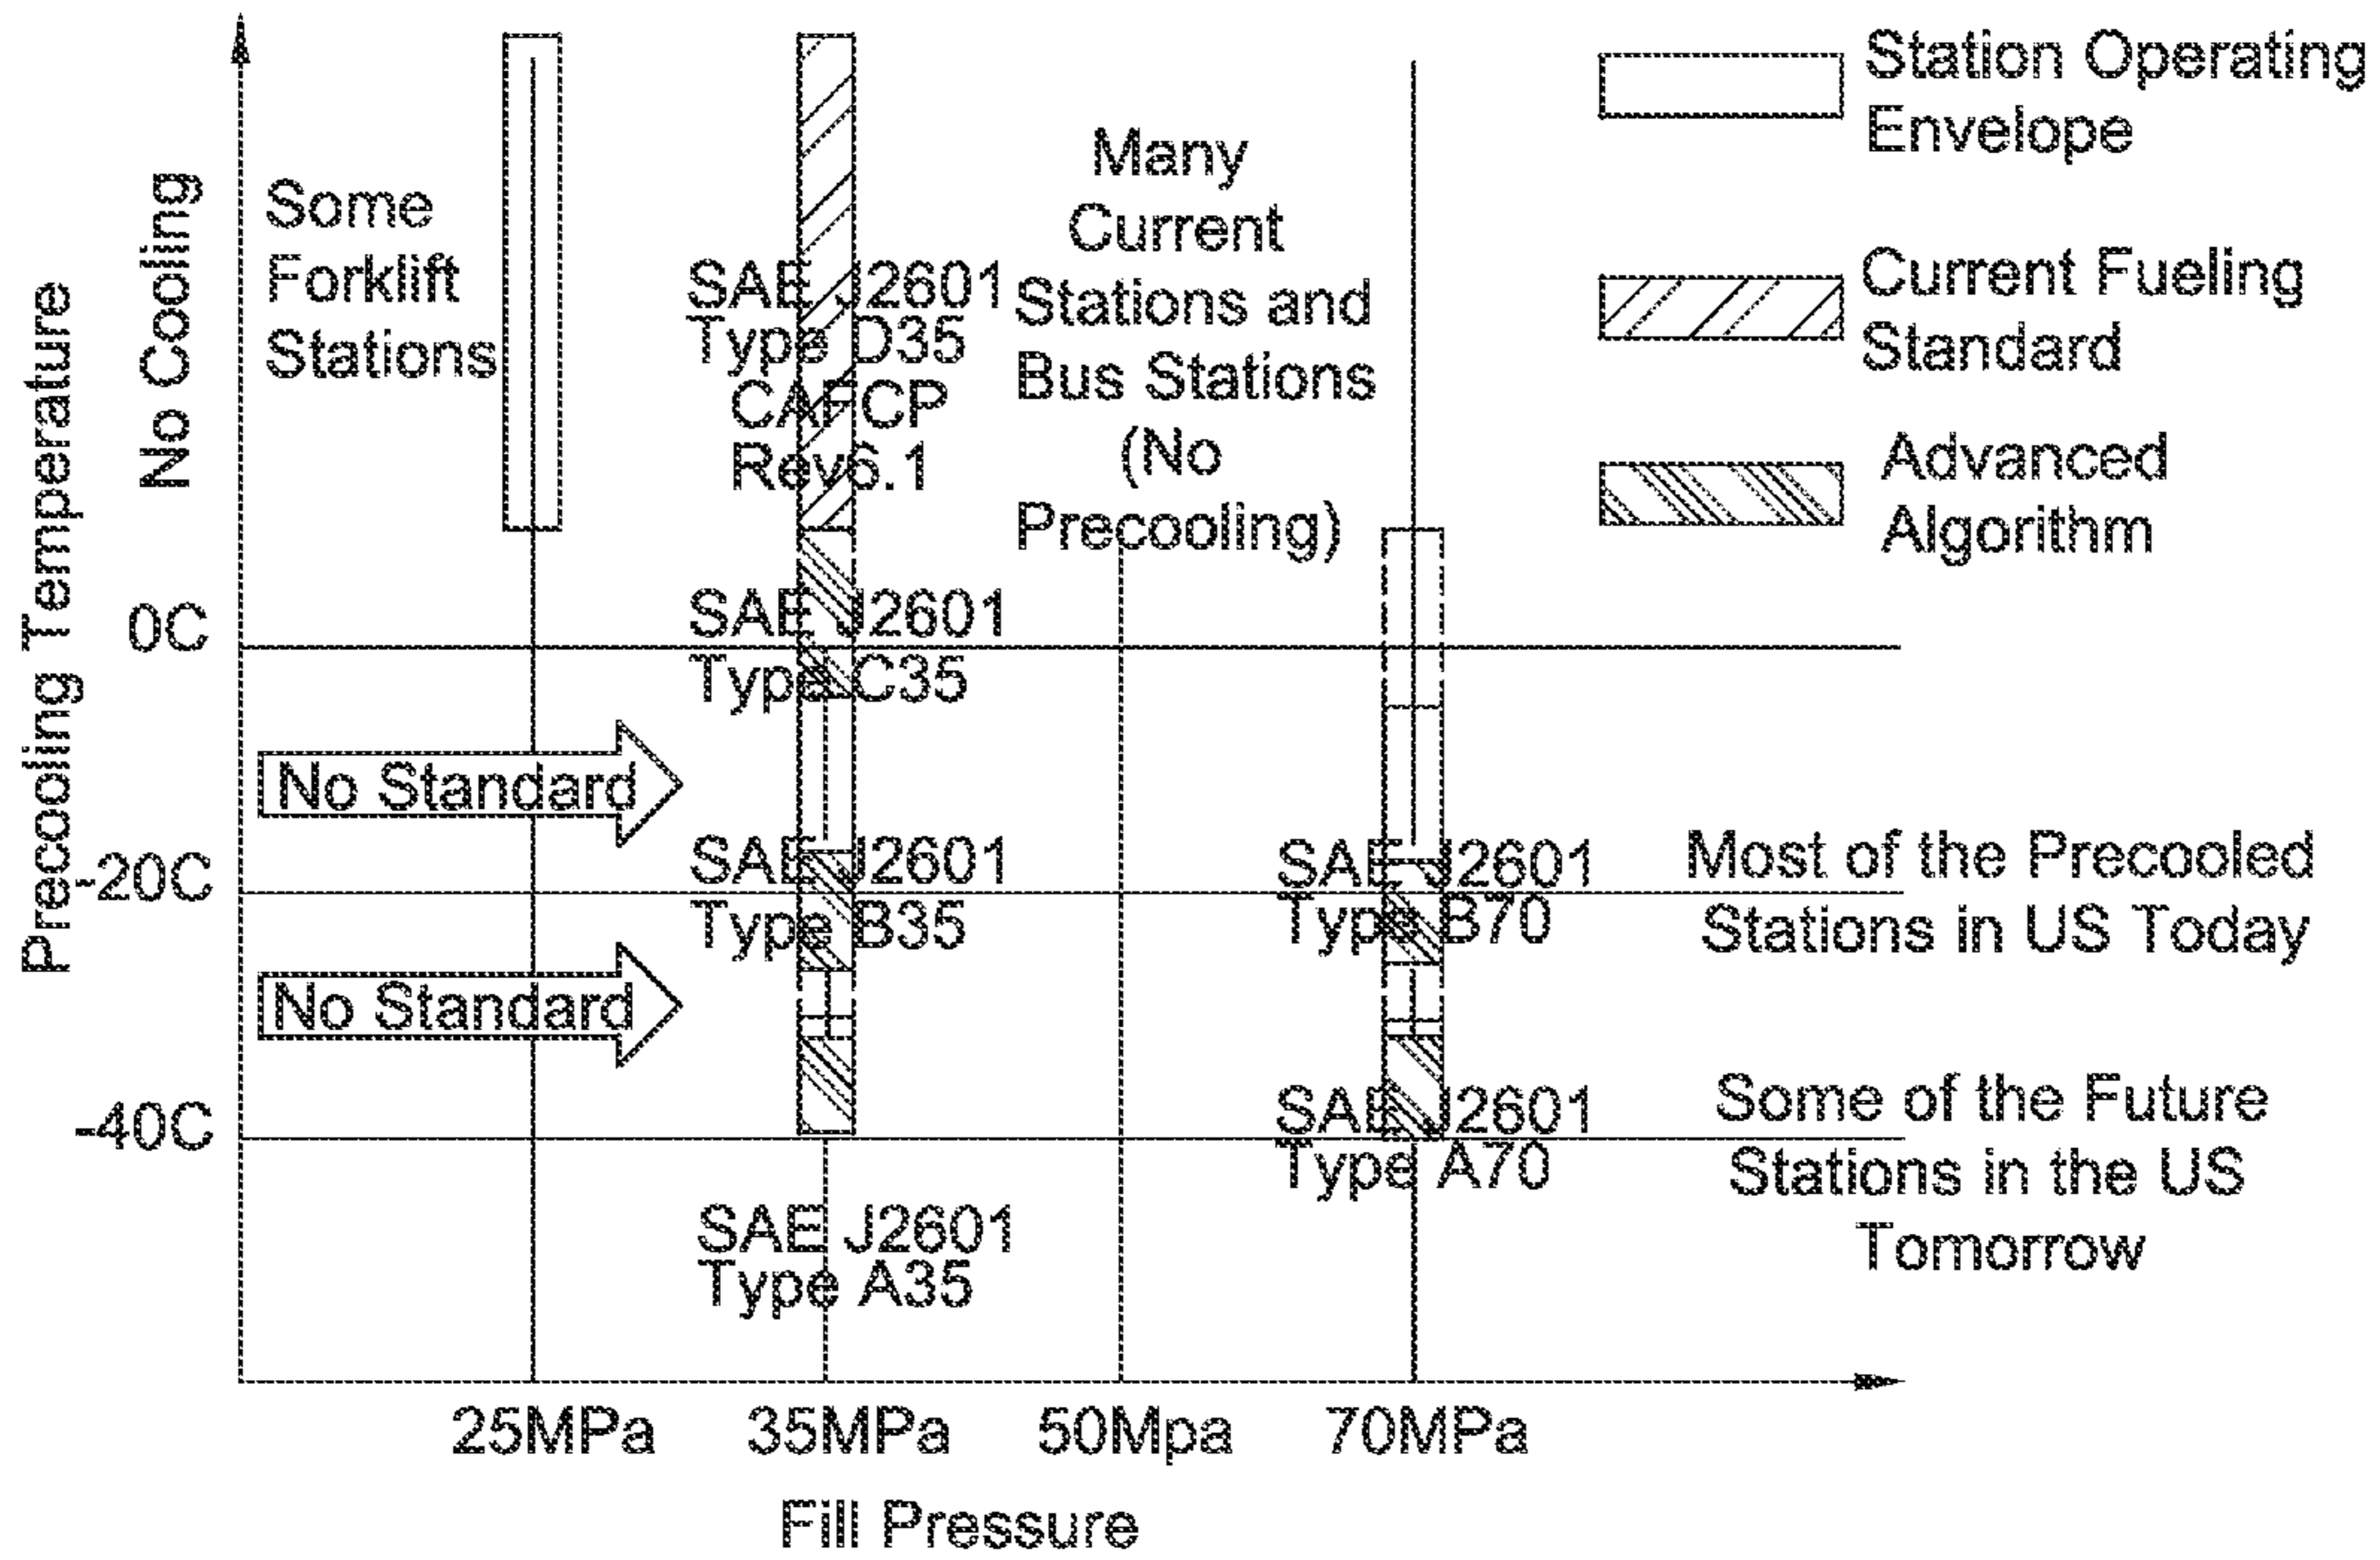 Precooling Temperature
No Cooling
0C
-20C
-40C
Some
Forklift
Stations
SAE J2601
Type D35
CAFCP
Rev6.1
Many
Current
Stations and
Bus Stations
(No
Precooling)
Station Operating
Envelope
Current Fueling
Standard
Advanced
Algorithm
SAE J2601
Type C35
No Standard
SAE J2601
Type B35
SAE J2601
Type B70
Most of the Precooled
Stations in US Today
No Standard
SAE J2601
Type A70
Some of the Future
Stations in the US
Tomorrow
SAE J2601
Type A35
25MPa
35MPa
50Mpa
70MPa
Fill Pressure